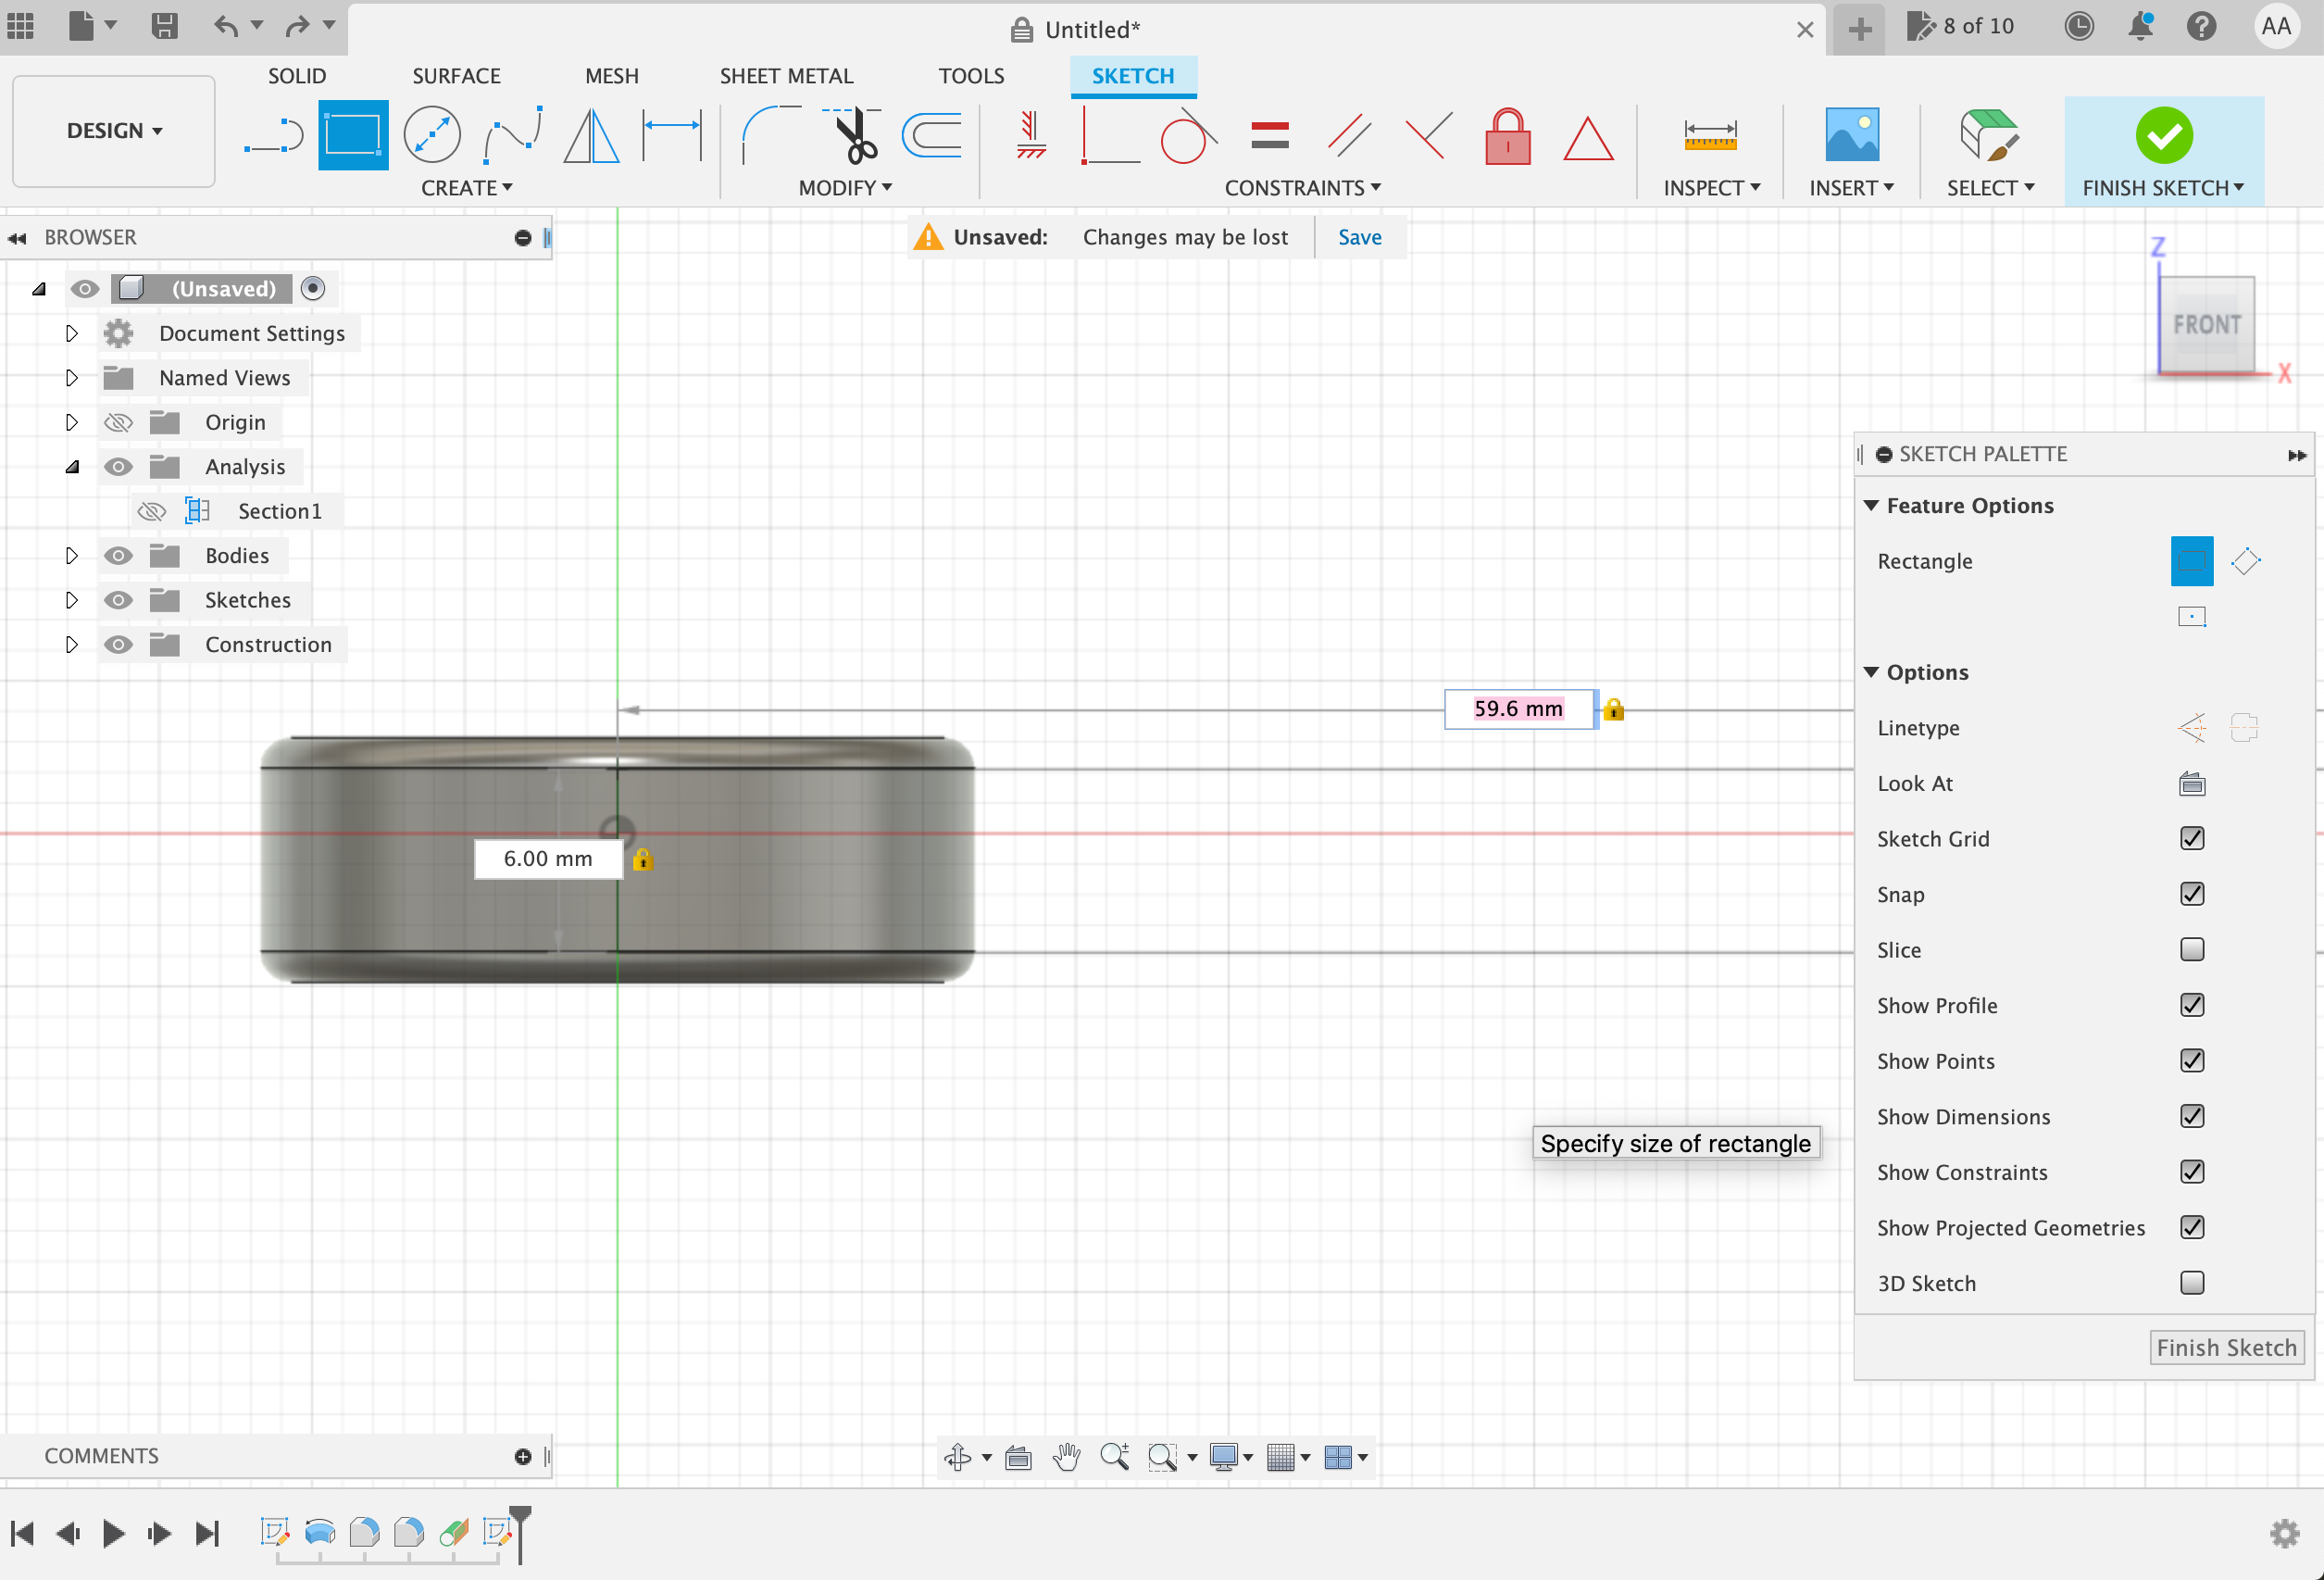 Untitled*
8 of 10
AA
SOLID SURFACE MESH SHEET METAL TOOLS SKETCH
DESIGN
CREATE MODIFY CONSTRAINTS INSPECT INSERT SELECT FINISH SKETCH
BROWSER
Unsaved: Changes may be lost Save
(Unsaved)
Document Settings
Named Views
Origin
Analysis
Section1
Bodies
Sketches
Construction
Z
FRONT
X
SKETCH PALETTE
Feature Options
Rectangle
Options
Linetype
Look At
Sketch Grid
Snap
Slice
Show Profile
Show Points
Show Dimensions
Show Constraints
Show Projected Geometries
3D Sketch
Finish Sketch
59.6 mm
6.00 mm
Specify size of rectangle
COMMENTS